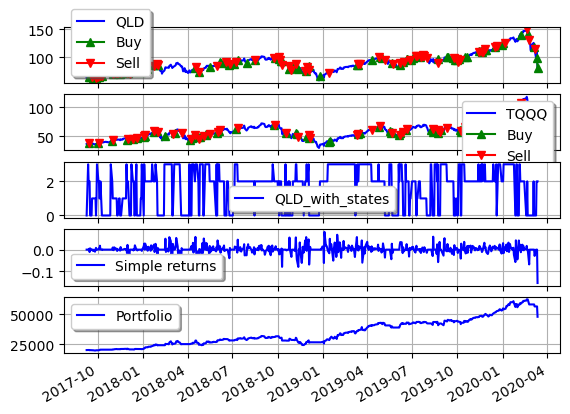 150
100
QLD
Buy
Sell
100
50
TQQQ
Buy
Sell
2
0
QLD_with_states
0.0
−0.1
Simple returns
50000
25000
Portfolio
2017-10
2018-01
2018-04
2018-07
2018-10
2019-01
2019-04
2019-07
2019-10
2020-01
2020-04